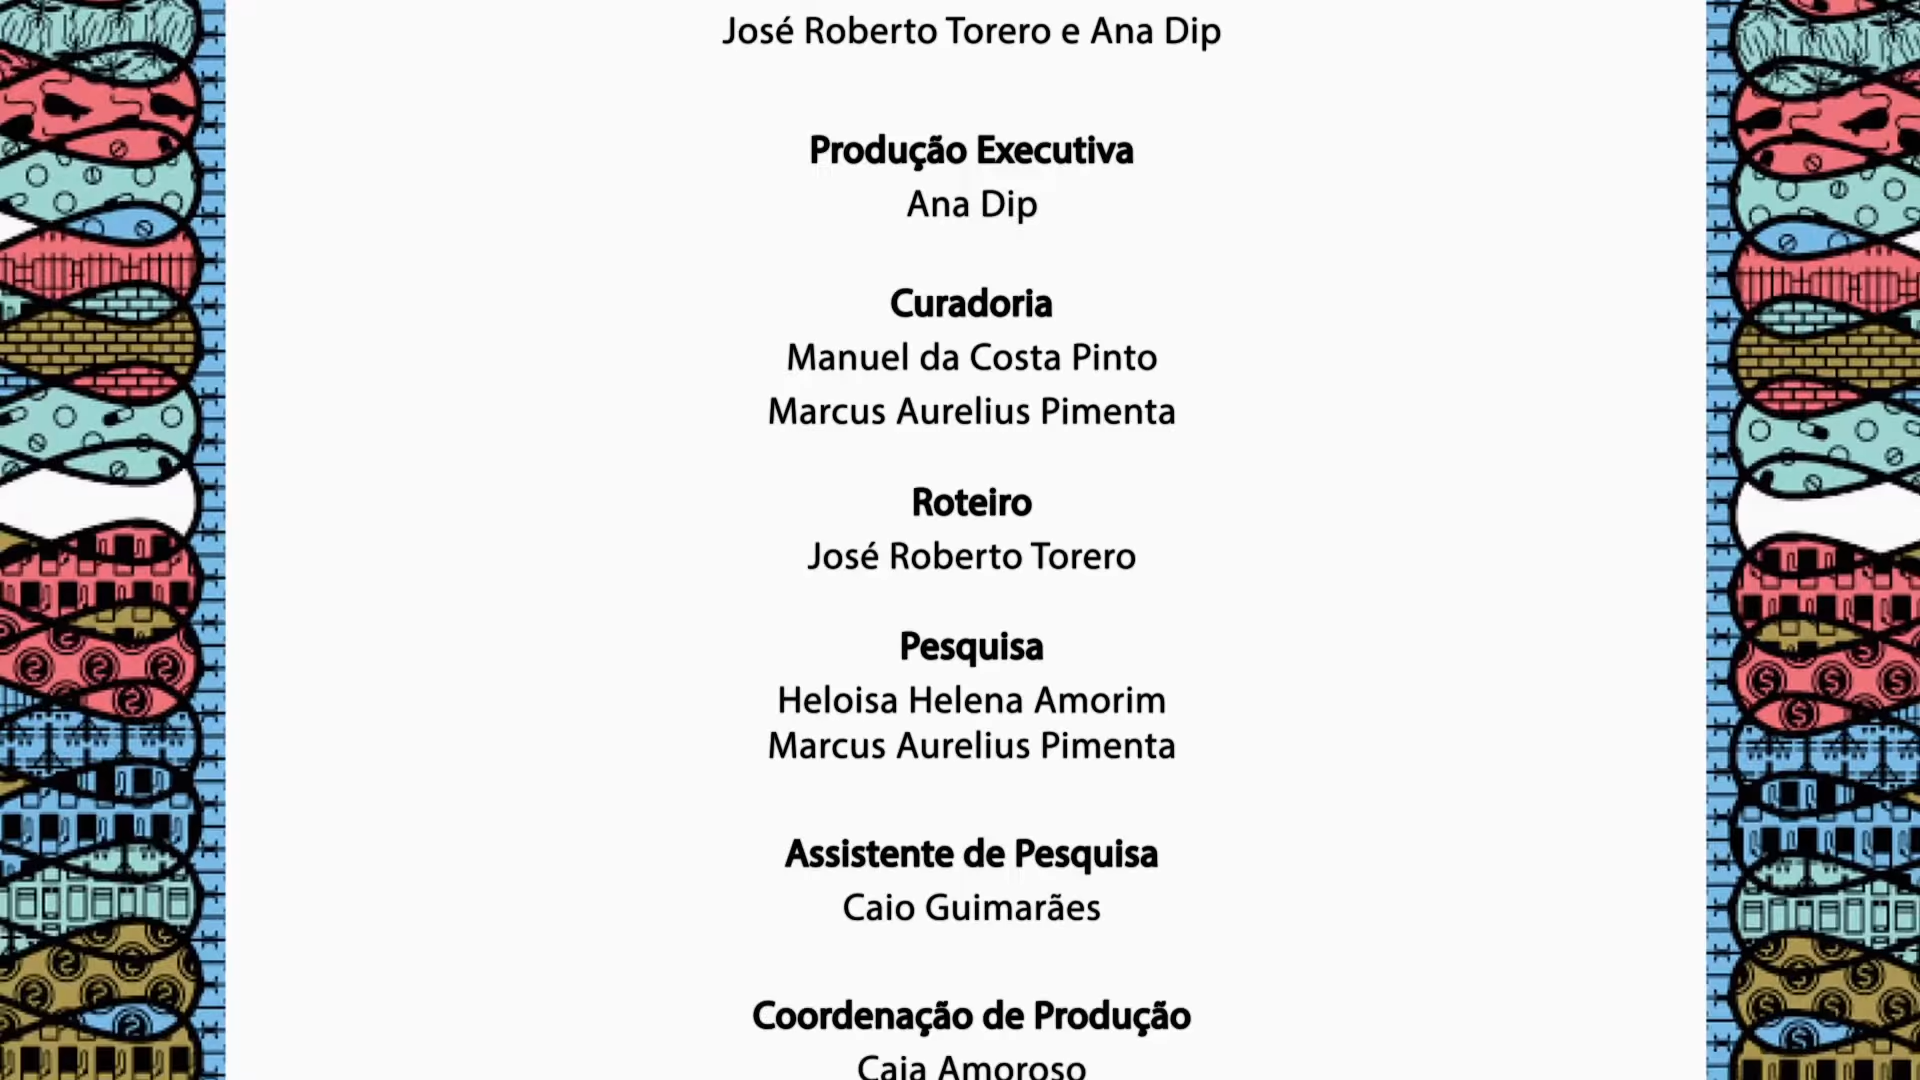 José Roberto Torero e Ana Dip
Produção Executiva
Ana Dip
Curadoria
Manuel da Costa Pinto
Marcus Aurelius Pimenta
Roteiro
José Roberto Torero
Pesquisa
Heloisa Helena Amorim
Marcus Aurelius Pimenta
Assistente de Pesquisa
Caio Guimarães
Coordenação de Produção
Caia Amoroso